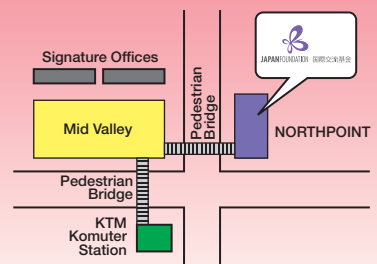 JAPANFOUNDATION 国際交流基金
Signature Offices
Mid Valley
Pedestrian
Bridge
NORTHPOINT
Pedestrian
Bridge
KTM
Komuter
Station